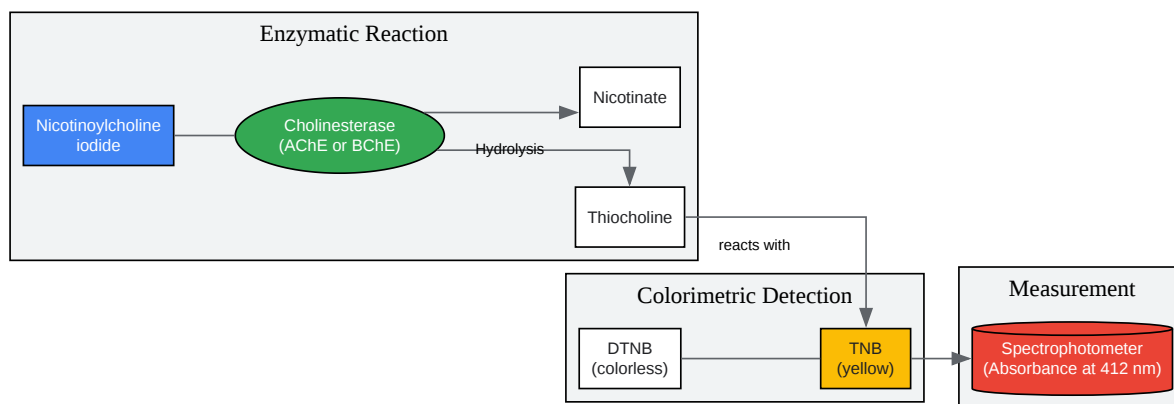 Enzymatic Reaction
Nicotinoylcholine
iodide
Cholinesterase
(AChE or BChE)
Nicotinate
Hydrolysis
Thiocholine
reacts with
Colorimetric Detection
DTNB
(colorless)
TNB
(yellow)
Measurement
Spectrophotometer
(Absorbance at 412 nm)